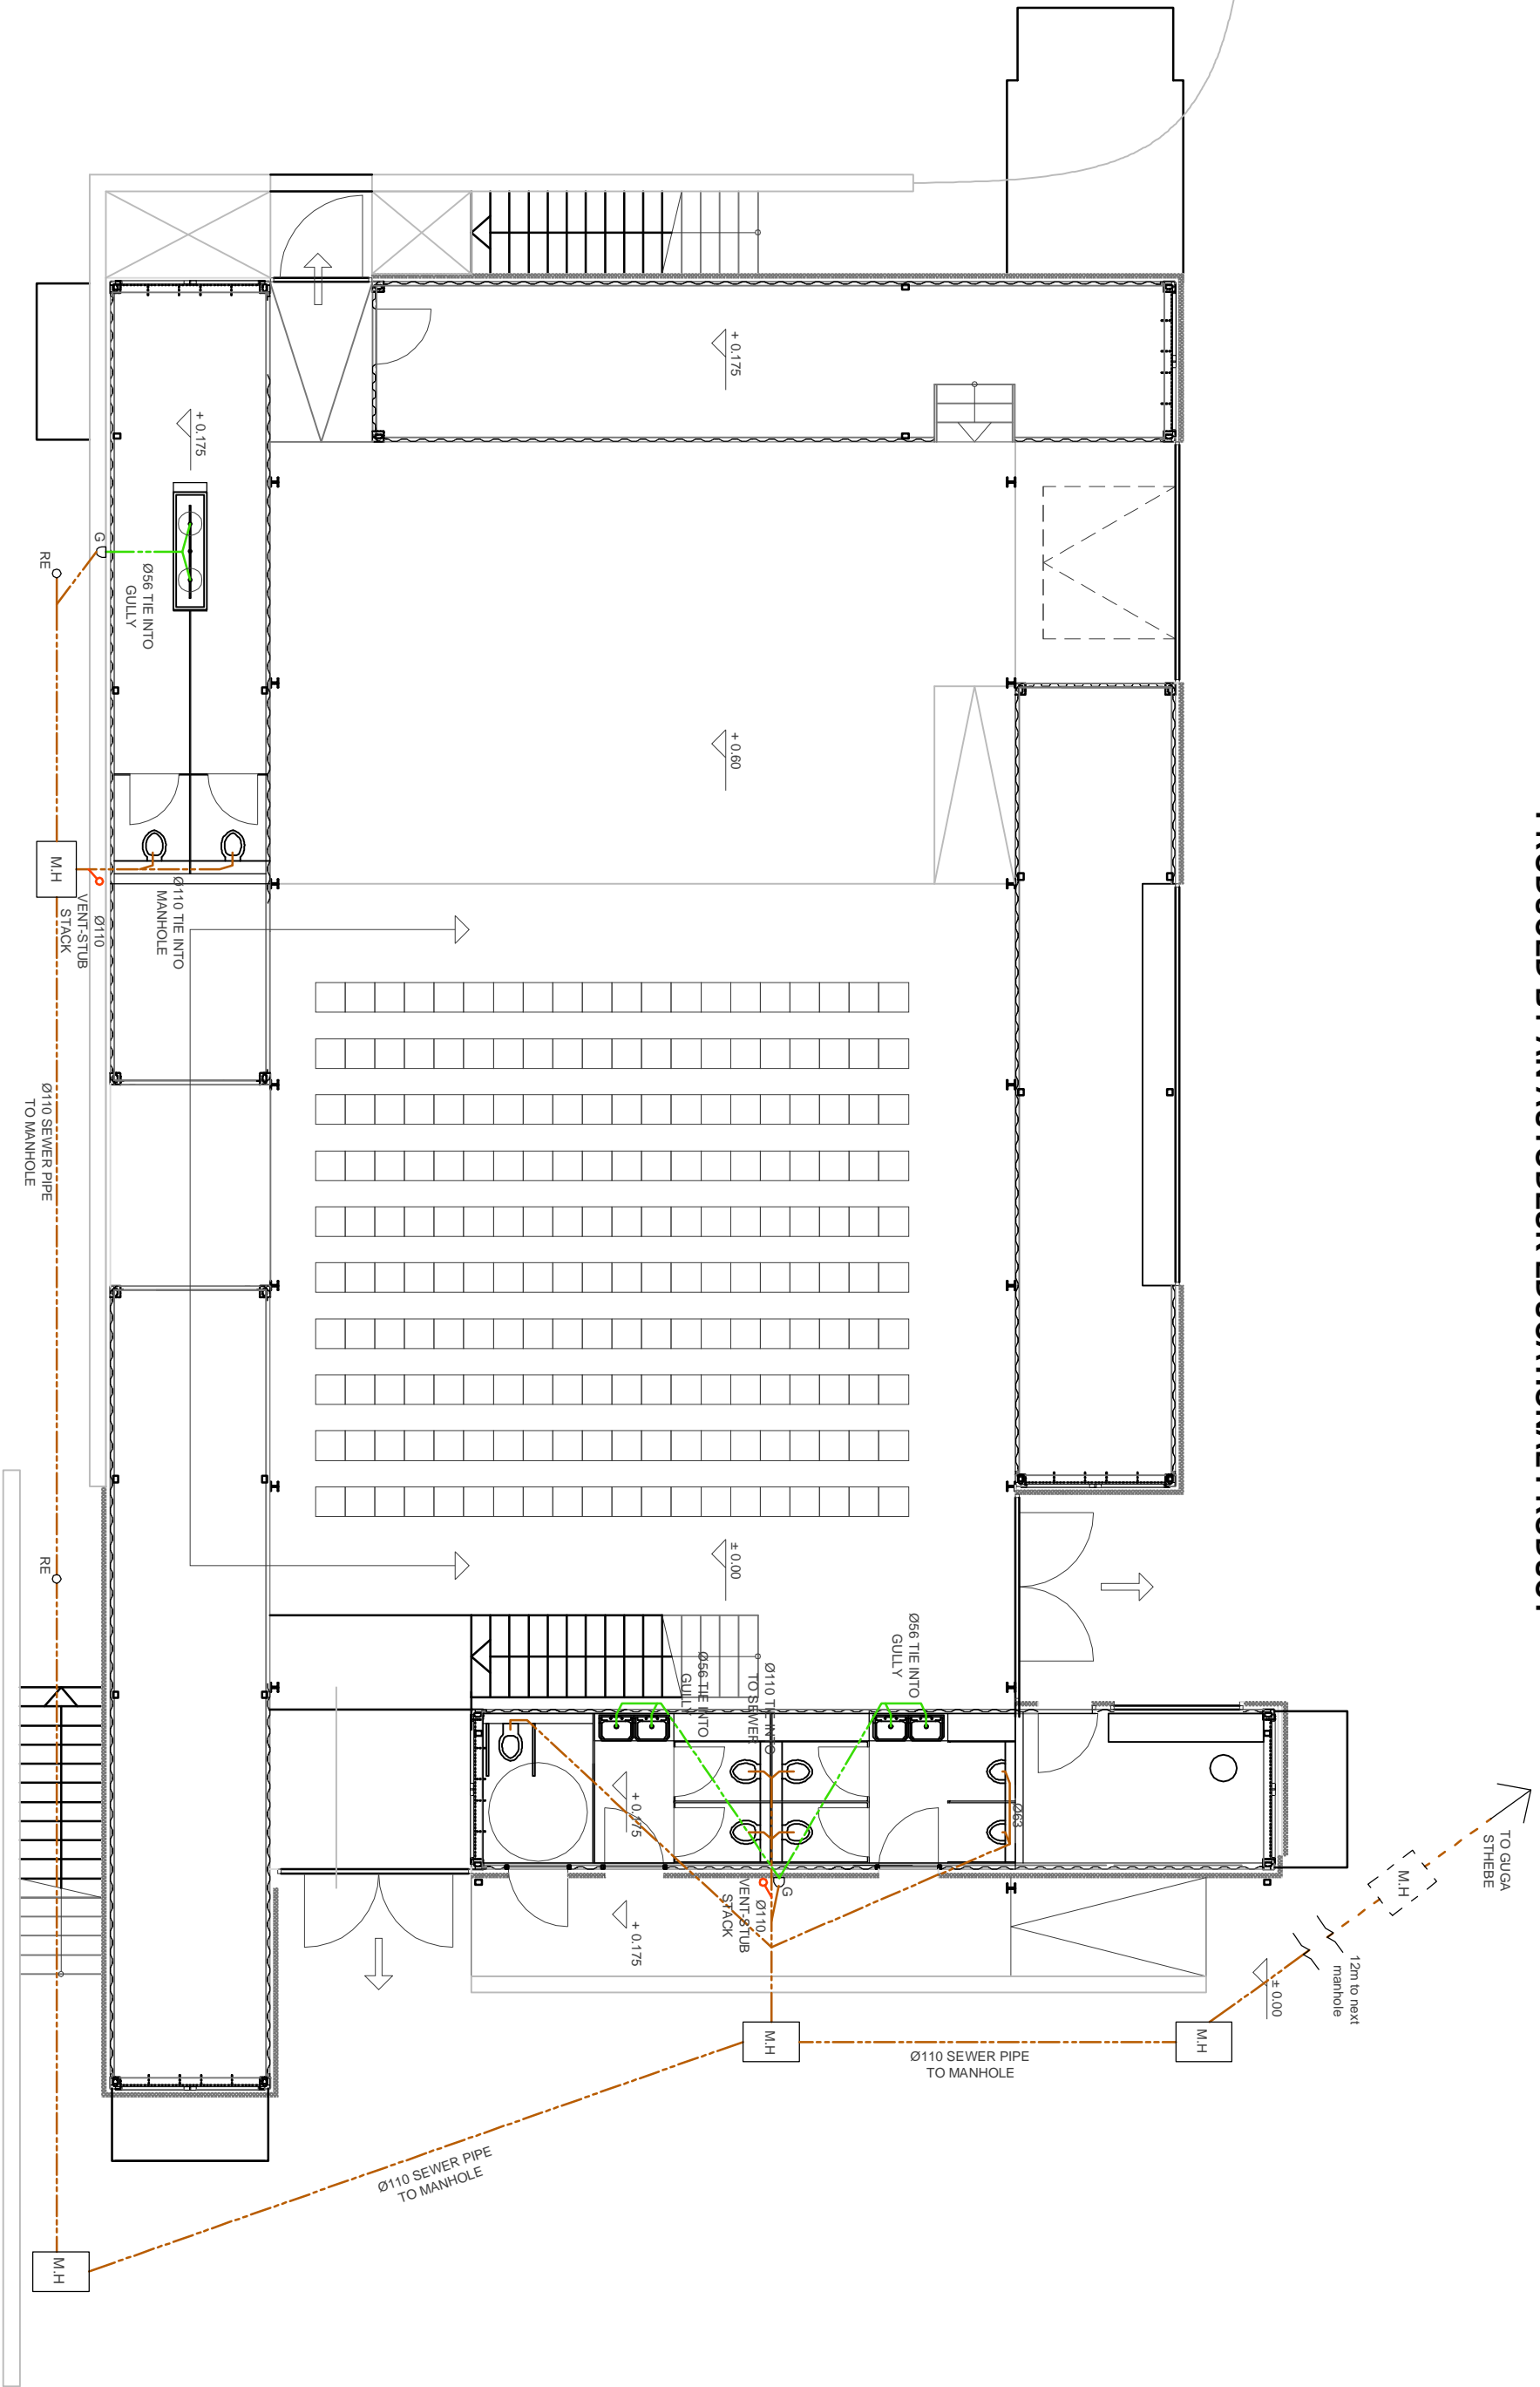 + 0.175
+ 0.175
G
RE
Ø56 TIE INTO
GULLY
+ 0.60
M.H
Ø110 TIE INTO
MANHOLE
Ø110
VENT-STUB
STACK
Ø110 SEWER PIPE
TO MANHOLE
RE
± 0.00
Ø56 TIE INTO
GULLY
Ø110 TIE INTO
TO SEWER
Ø56 TIE INTO
GULLY
+ 0.175
Ø63
G
Ø110
VENT-STUB
STACK
+ 0.175
TO GUGA
STHEBE
M.H
12m to next
manhole
± 0.00
M.H
M.H
Ø110 SEWER PIPE
TO MANHOLE
Ø110 SEWER PIPE
TO MANHOLE
M.H